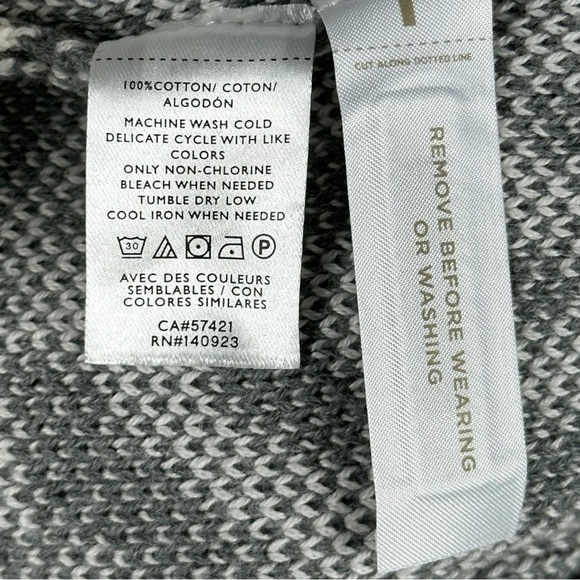 100%COTTON/ COTON/
ALGODÓN
MACHINE WASH COLD
DELICATE CYCLE WITH LIKE
COLORS
ONLY NON-CHLORINE
BLEACH WHEN NEEDED
TUMBLE DRY LOW
COOL IRON WHEN NEEDED
30 P
AVEC DES COULEURS
SEMBLABLES / CON
COLORES SIMILARES
CA#57421
RN#140923
CUT ALONG DOTTED LINE
REMOVE BEFORE WEARING
OR WASHING